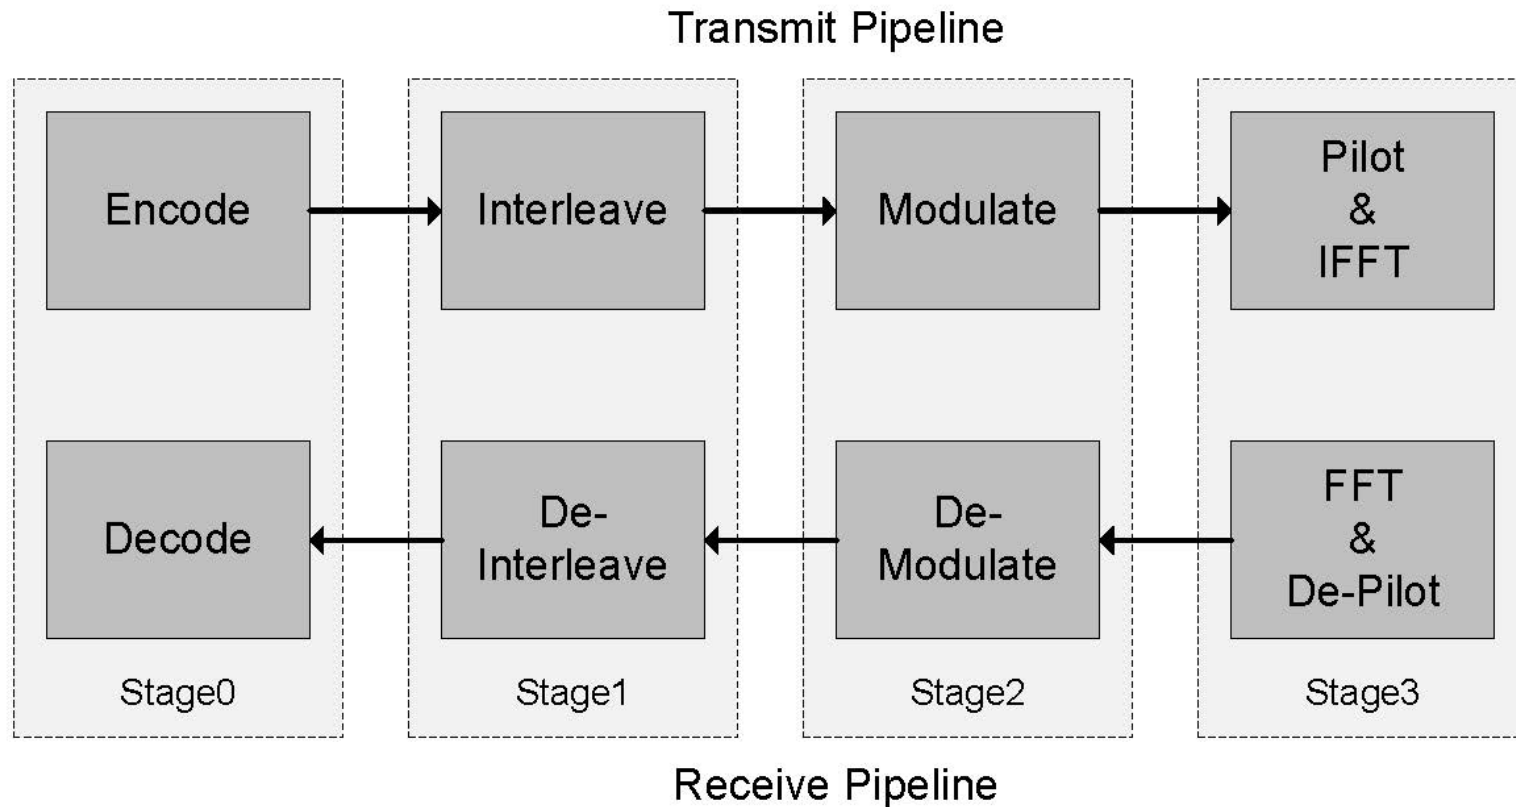 Transmit Pipeline
Encode
Interleave
Modulate
Pilot
&
IFFT
Decode
De-
Interleave
De-
Modulate
FFT
&
De-Pilot
Stage0
Stage1
Stage2
Stage3
Receive Pipeline